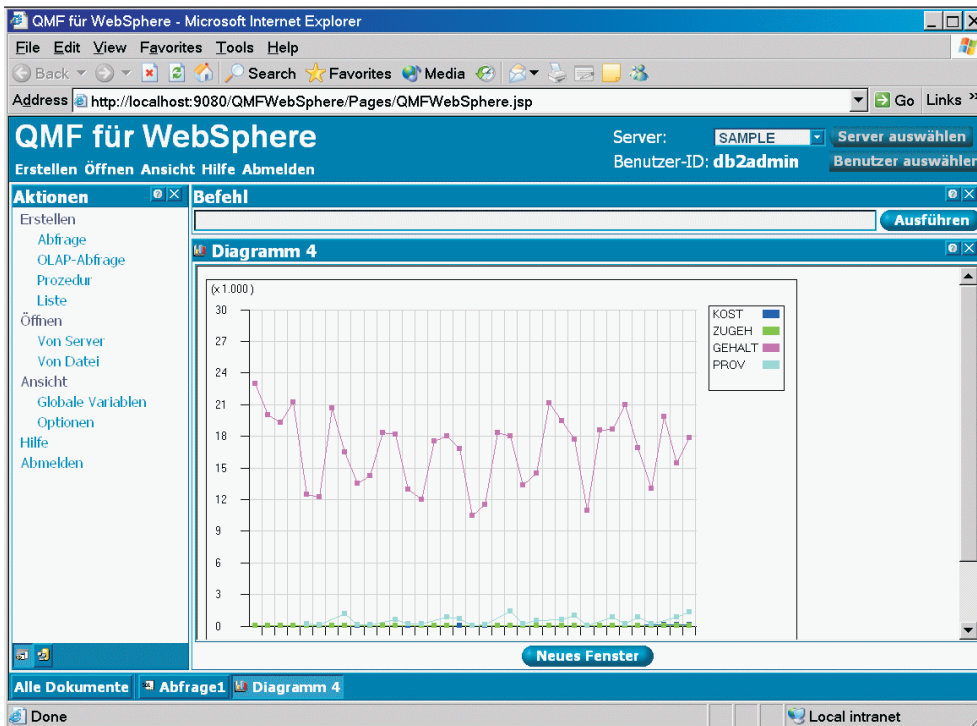 QMF für WebSphere - Microsoft Internet Explorer
File Edit View Favorites Tools Help
Back Search Favorites Media
Address http://localhost:9080/QMFWebSphere/Pages/QMFWebSphere.jsp Go Links »
QMF für WebSphere
Server: SAMPLE Server auswählen
Erstellen Öffnen Ansicht Hilfe Abmelden
Benutzer-ID: db2admin Benutzer auswählen
Aktionen
Erstellen
Abfrage
OLAP-Abfrage
Prozedur
Liste
Öffnen
Von Server
Von Datei
Ansicht
Globale Variablen
Optionen
Hilfe
Abmelden
Befehl
Ausführen
Diagramm 4
(x 1.000 )
30
27
24
21
18
15
12
9
6
3
0
KOST
ZUGEH
GEHALT
PROV
Neues Fenster
Alle Dokumente Abfrage1 Diagramm 4
Done Local intranet